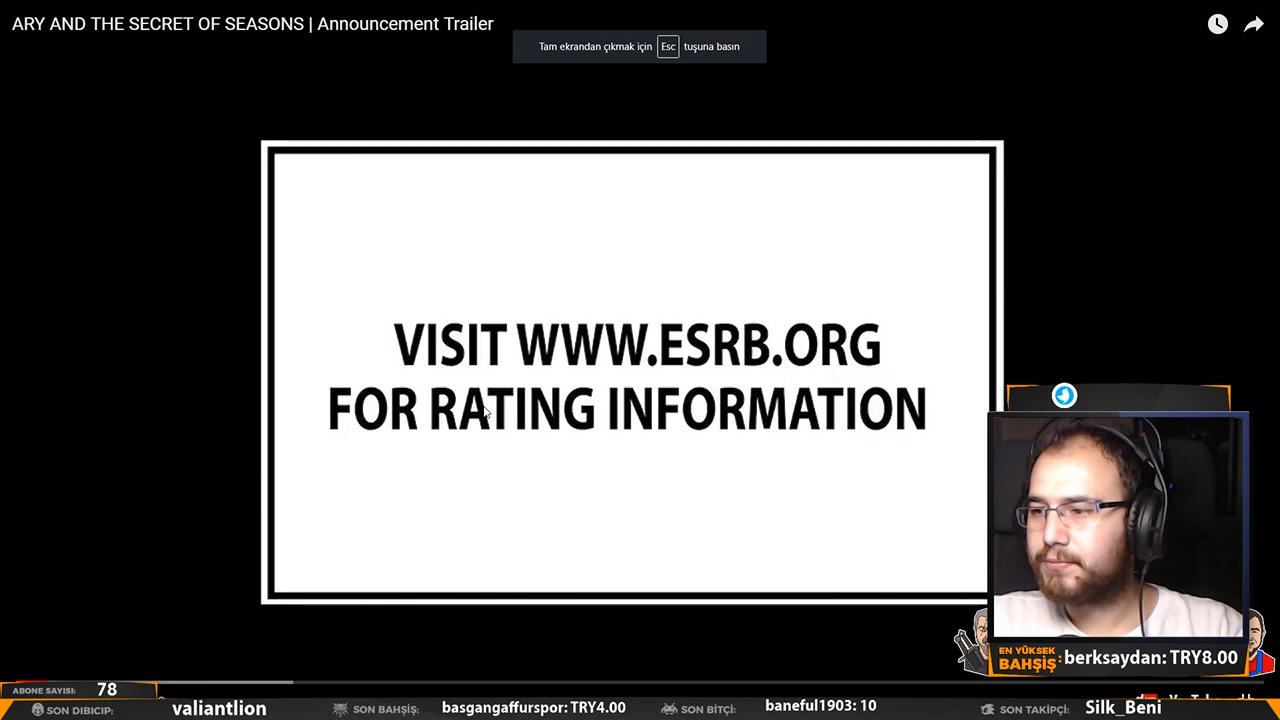 ARY AND THE SECRET OF SEASONS | Announcement Trailer
Tam ekrandan çıkmak için Esc tuşuna basın
VISIT WWW.ESRB.ORG
FOR RATING INFORMATION
EN YÜKSEK
BAHŞİŞ: berksaydan: TRY8.00
ABONE SAYISI: 78
SON DIBICIP: valiantlion
SON BAHŞİŞ: basgangaffurspor: TRY4.00
SON BİTÇİ: baneful1903: 10
SON TAKİPÇİ: Silk_Beni